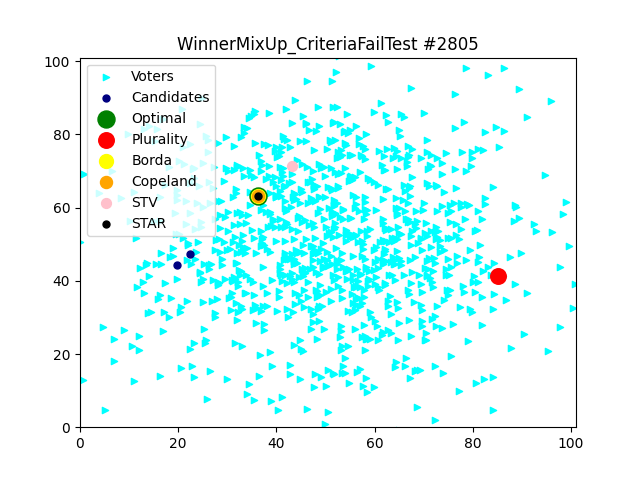 WinnerMixUp_CriteriaFailTest #2805
100
80
60
40
20
0
Voters
Candidates
Optimal
Plurality
Borda
Copeland
STV
STAR
0 20 40 60 80 100